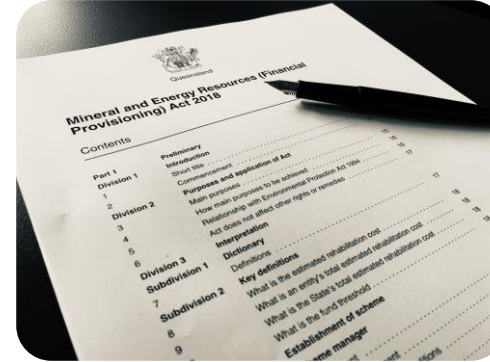 Queensland
Mineral and Energy Resources (Financial
Provisioning) Act 2018
Contents
Part 1 Preliminary
Division 1 Introduction
1 Short title
2 Commencement
Division 2 Purposes and application of Act
3 Main purposes
4 How main purposes to be achieved
5 Relationship with Environmental Protection Act 1994
6 Act does not affect other rights or remedies
Division 3 Interpretation
Subdivision 1 Dictionary
7 Definitions
Subdivision 2 Key definitions
8 What is the estimated rehabilitation cost
9 What is an entity's total estimated rehabilitation cost
What is the State's total estimated rehabilitation cost
What is the fund threshold
Establishment of scheme